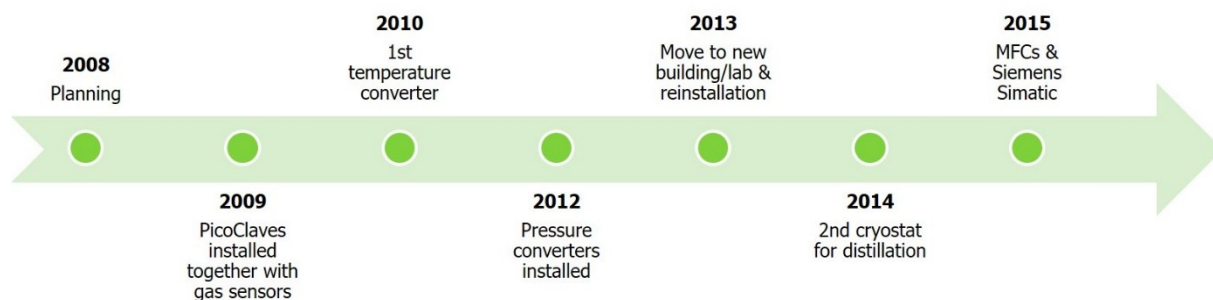 2008
Planning
2009
PicoClaves
installed
together with
gas sensors
2010
1st
temperature
converter
2012
Pressure
converters
installed
2013
Move to new
building/lab &
reinstallation
2014
2nd cryostat
for distillation
2015
MFCs &
Siemens
Simatic